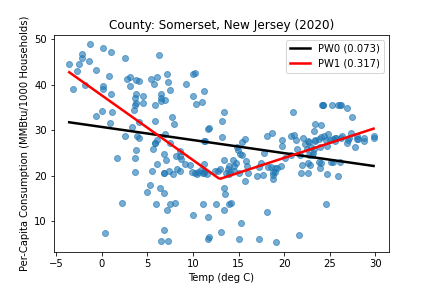 County: Somerset, New Jersey (2020)
Per-Capita Consumption (MMBtu/1000 Households)
50
40
30
20
10
PW0 (0.073)
PW1 (0.317)
−5 0 5 10 15 20 25 30
Temp (deg C)